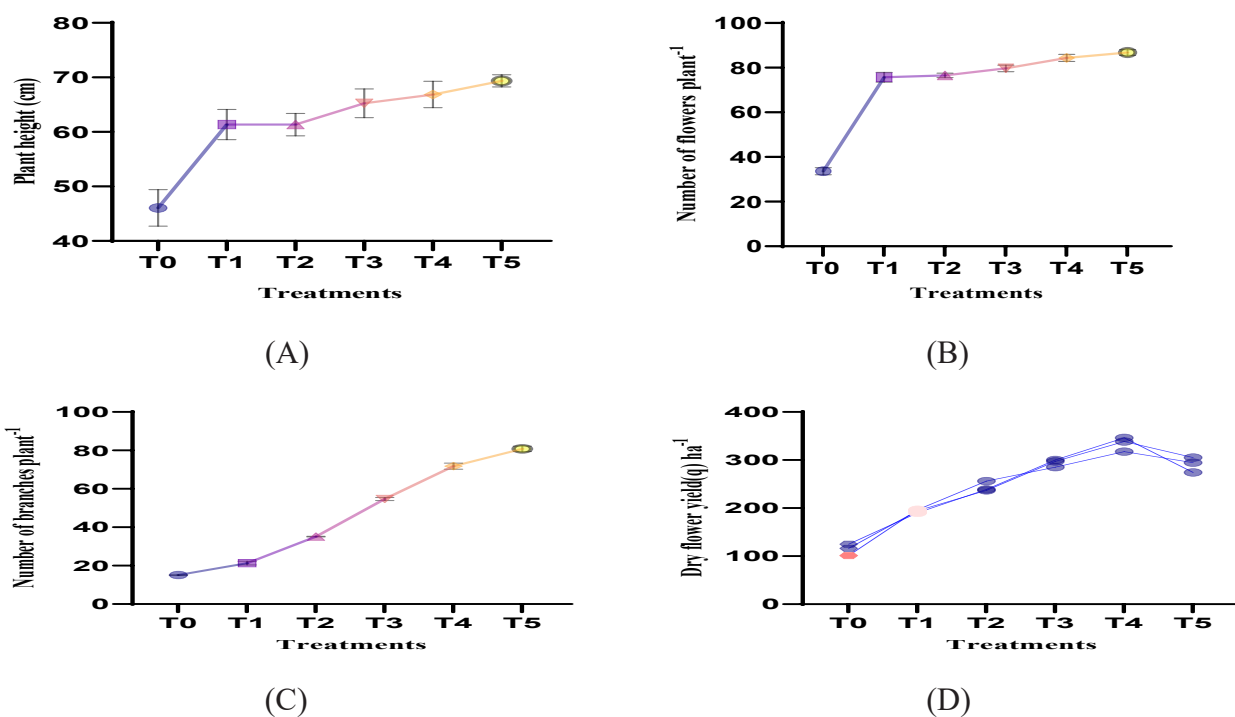 80
70
60
50
40
Plant height (cm)
T0 T1 T2 T3 T4 T5
Treatments
(A)
100
80
60
40
20
0
Number of flowers plant-1
T0 T1 T2 T3 T4 T5
Treatments
(B)
100
80
60
40
20
0
Number of branches plant-1
T0 T1 T2 T3 T4 T5
Treatments
(C)
400
300
200
100
0
Dry flower yield(q) ha-1
T0 T1 T2 T3 T4 T5
Treatments
(D)